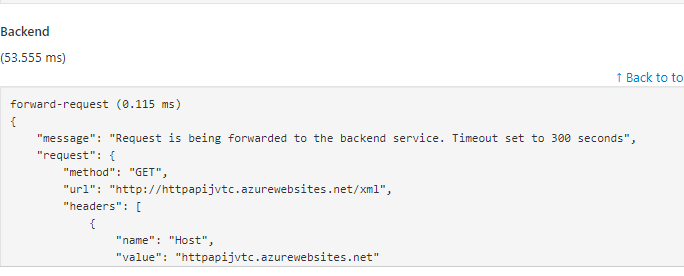 Backend
(53.555 ms)
↑ Back to to
forward-request (0.115 ms)
{
    "message": "Request is being forwarded to the backend service. Timeout set to 300 seconds",
    "request": {
        "method": "GET",
        "url": "http://httpapijvtc.azurewebsites.net/xml",
        "headers": [
            {
                "name": "Host",
                "value": "httpapijvtc.azurewebsites.net"